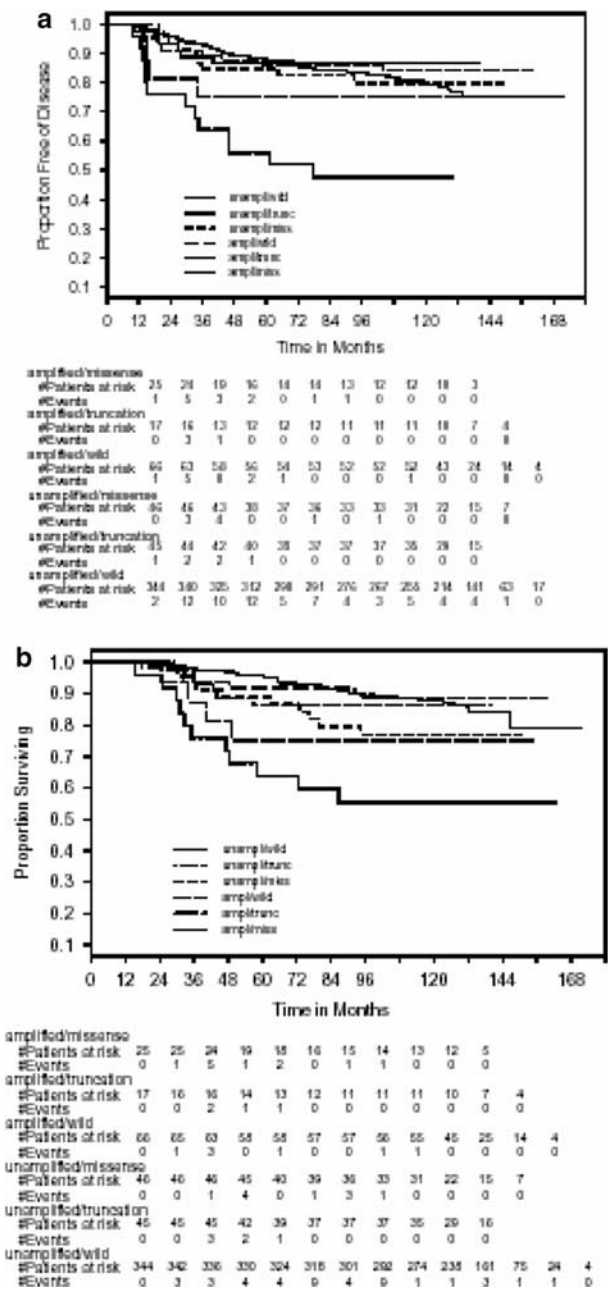 a
Proportion Free of Disease
1.0
0.9
0.8
0.7
0.6
0.5
0.4
0.3
0.2
0.1
unampl/wild
unampl/trunc
unampl/miss
ampl/wild
ampl/trunc
ampl/miss
0 12 24 36 48 60 72 84 96 120 144 168
Time in Months
amplified/missense
#Patients at risk 25 24 19 16 14 14 13 12 12 10 3
#Events 1 5 3 2 0 1 1 0 0 0 0
amplified/truncation
#Patients at risk 17 16 13 12 12 12 11 11 11 10 7 4
#Events 0 3 1 0 0 0 0 0 0 0 0 0
amplified/wild
#Patients at risk 66 63 58 56 54 53 52 52 52 43 24 14 4
#Events 1 5 2 1 0 0 0 1 0 0 0 0
unamplified/missense
#Patients at risk 46 46 43 38 37 36 33 33 31 22 15 7
#Events 0 3 4 0 0 1 0 1 0 0 0 0
unamplified/truncation
#Patients at risk 45 44 42 40 38 37 37 37 35 29 15
#Events 1 2 2 1 0 0 0 0 0 0 0
unamplified/wild
#Patients at risk 344 340 325 312 298 291 276 267 255 214 141 63 17
#Events 2 12 10 12 5 7 4 3 5 4 4 1 0
b
Proportion Surviving
1.0
0.9
0.8
0.7
0.6
0.5
0.4
0.3
0.2
0.1
unampl/wild
unampl/trunc
unampl/miss
ampl/wild
ampl/trunc
ampl/miss
0 12 24 36 48 60 72 84 96 120 144 168
Time in Months
amplified/missense
#Patients at risk 25 25 24 19 18 16 15 14 13 12 5
#Events 0 1 5 1 2 0 1 1 0 0 0
amplified/truncation
#Patients at risk 17 16 16 14 13 12 11 11 11 10 7 4
#Events 0 0 2 1 1 0 0 0 0 0 0 0
amplified/wild
#Patients at risk 66 65 63 58 58 57 57 56 55 45 25 14 4
#Events 0 1 3 0 1 0 0 1 1 0 0 0 0
unamplified/missense
#Patients at risk 46 46 46 45 40 39 36 33 31 22 15 7
#Events 0 0 1 4 0 1 3 1 0 0 0 0
unamplified/truncation
#Patients at risk 45 45 45 42 39 37 37 37 35 29 16
#Events 0 0 3 2 1 0 0 0 0 0 0
unamplified/wild
#Patients at risk 344 342 336 330 324 318 301 292 274 238 161 75 24 4
#Events 0 3 3 4 4 9 4 9 1 1 3 1 1 0